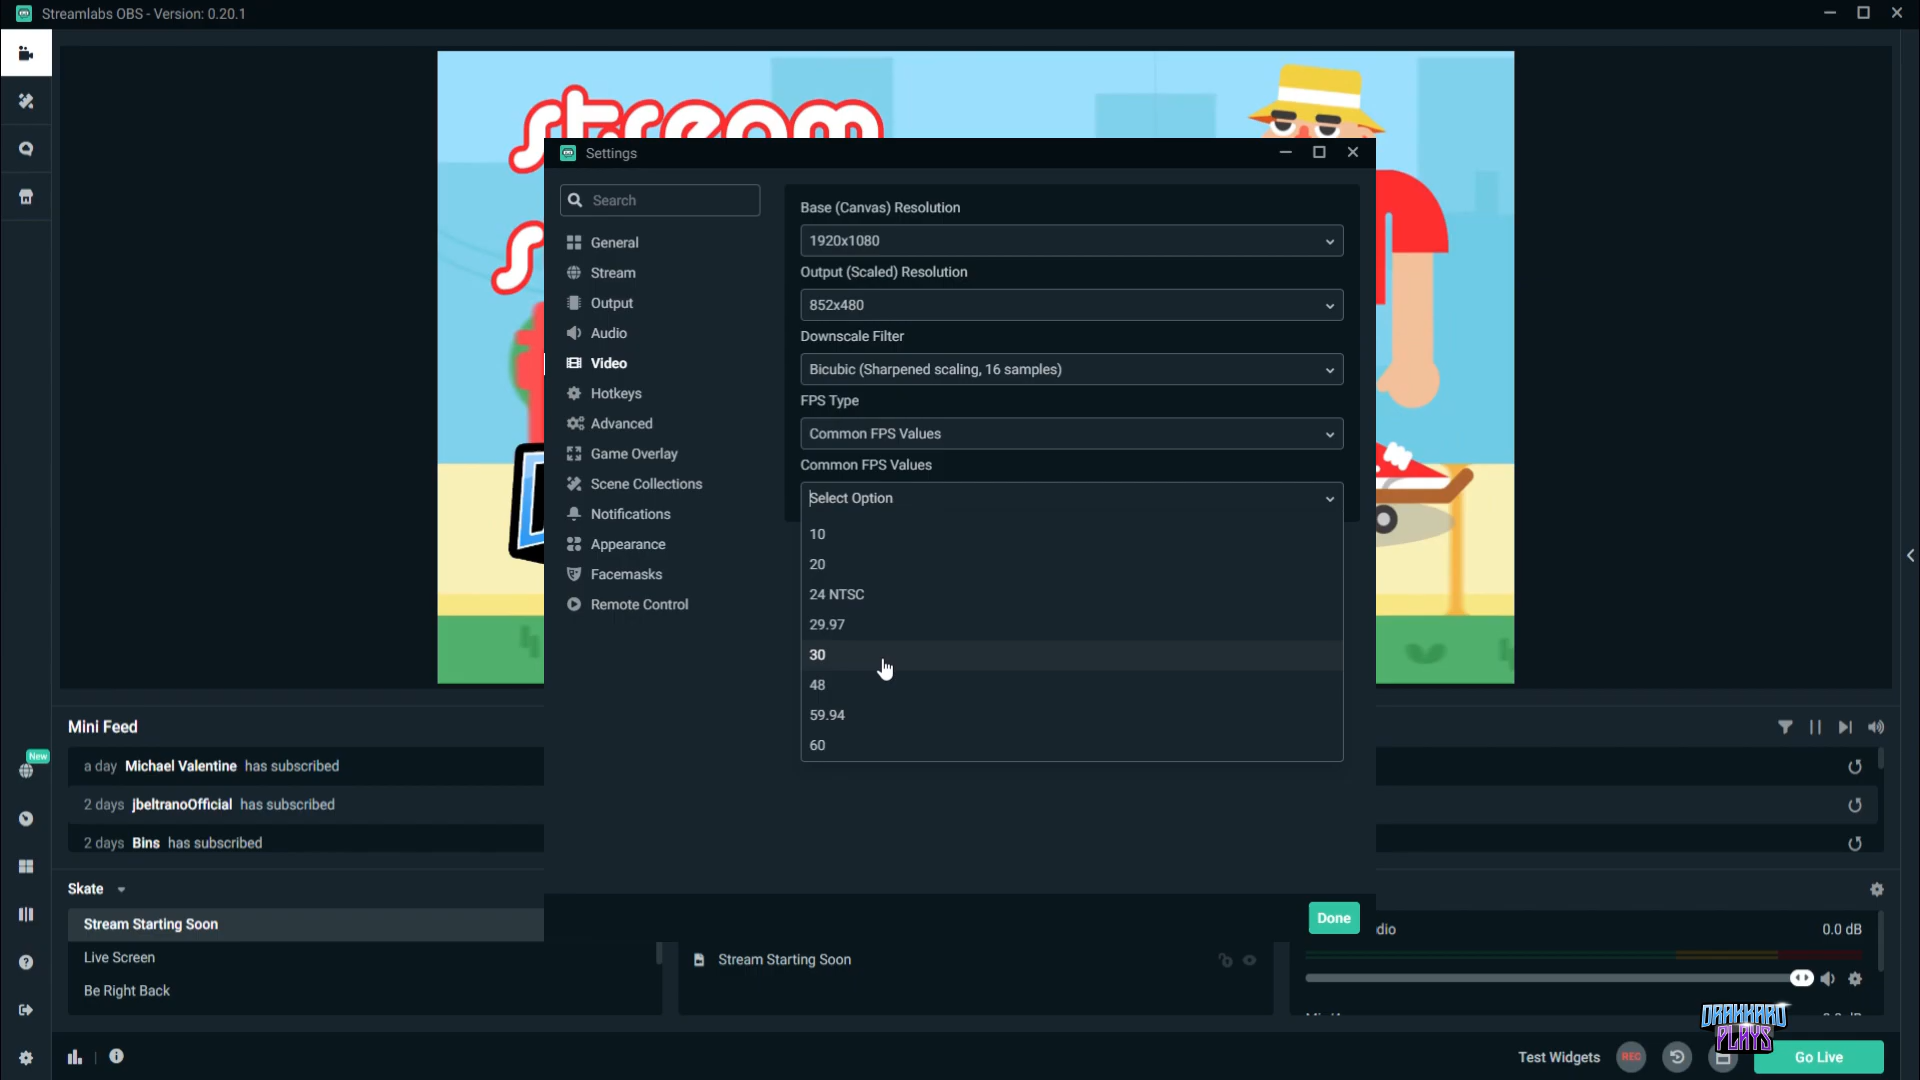 Streamlabs OBS - Version: 0.20.1
stream
Settings
Search
General
Stream
Output
Audio
Video
Hotkeys
Advanced
Game Overlay
Scene Collections
Notifications
Appearance
Facemasks
Remote Control
Base (Canvas) Resolution
1920x1080
Output (Scaled) Resolution
852x480
Downscale Filter
Bicubic (Sharpened scaling, 16 samples)
FPS Type
Common FPS Values
Common FPS Values
Select Option
10
20
24 NTSC
29.97
30
48
59.94
60
Done
Mini Feed
a day Michael Valentine has subscribed
2 days jbeltranoOfficial has subscribed
2 days Bins has subscribed
New
Skate
Stream Starting Soon
Live Screen
Be Right Back
Stream Starting Soon
dio
0.0 dB
DRAKKARD
PLAYS
Test Widgets
REC
Go Live